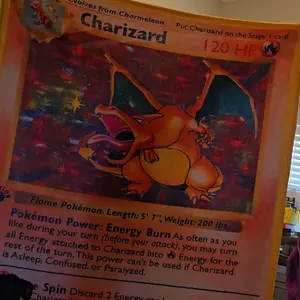 Evolves from Charmeleon Put Charizard on the Stage 1 card
Charizard
120 HP
Flame Pokémon. Length: 5' 7", Weight: 200 lbs.
Pokémon Power: Energy Burn As often as you
like during your turn (before your attack), you may turn
all Energy attached to Charizard into Energy for the
rest of the turn. This power can't be used if Charizard
is Asleep, Confused, or Paralyzed.
Spin Discard 2 Energy